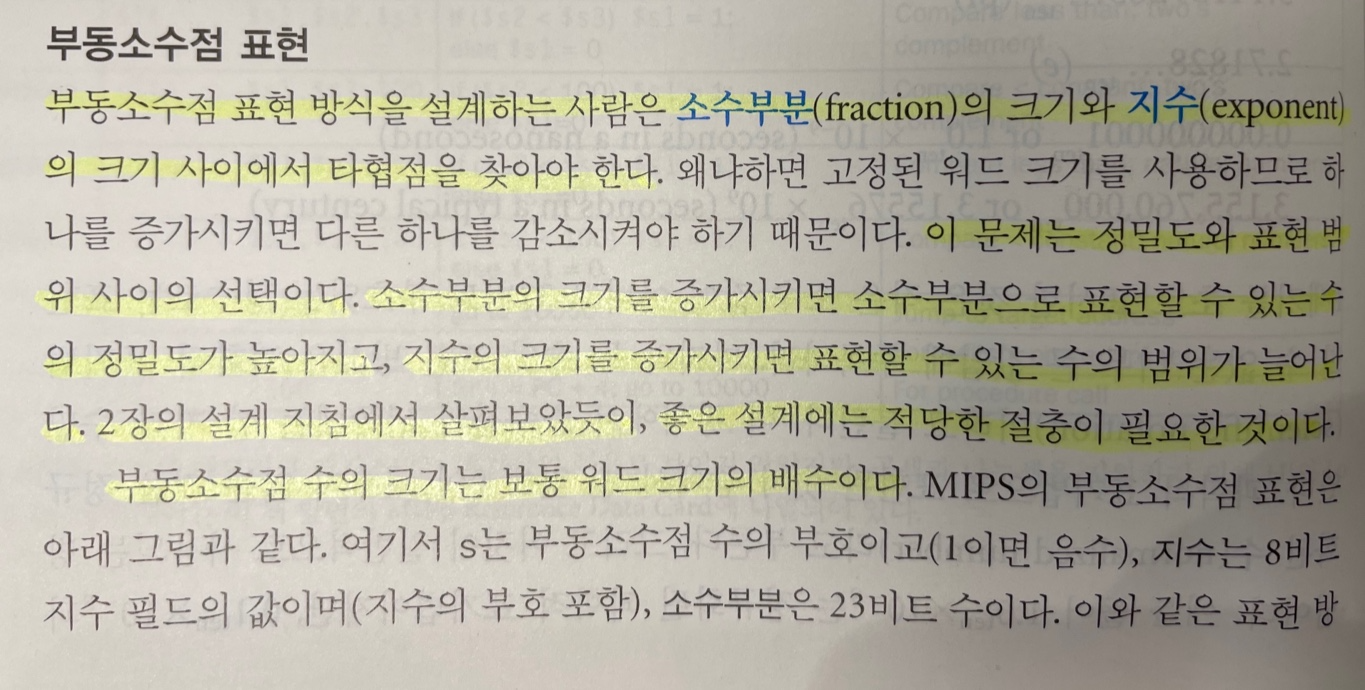 부동소수점 표현
부동소수점 표현 방식을 설계하는 사람은 소수부분(fraction)의 크기와 지수(exponent)
의 크기 사이에서 타협점을 찾아야 한다. 왜냐하면 고정된 워드 크기를 사용하므로 하
나를 증가시키면 다른 하나를 감소시켜야 하기 때문이다. 이 문제는 정밀도와 표현 범
위 사이의 선택이다. 소수부분의 크기를 증가시키면 소수부분으로 표현할 수 있는 수
의 정밀도가 높아지고, 지수의 크기를 증가시키면 표현할 수 있는 수의 범위가 늘어난
다. 2장의 설계 지침에서 살펴보았듯이, 좋은 설계에는 적당한 절충이 필요한 것이다.
부동소수점 수의 크기는 보통 워드 크기의 배수이다. MIPS의 부동소수점 표현은
아래 그림과 같다. 여기서 s는 부동소수점 수의 부호이고(1이면 음수), 지수는 8비트
지수 필드의 값이며(지수의 부호 포함), 소수부분은 23비트 수이다. 이와 같은 표현 방